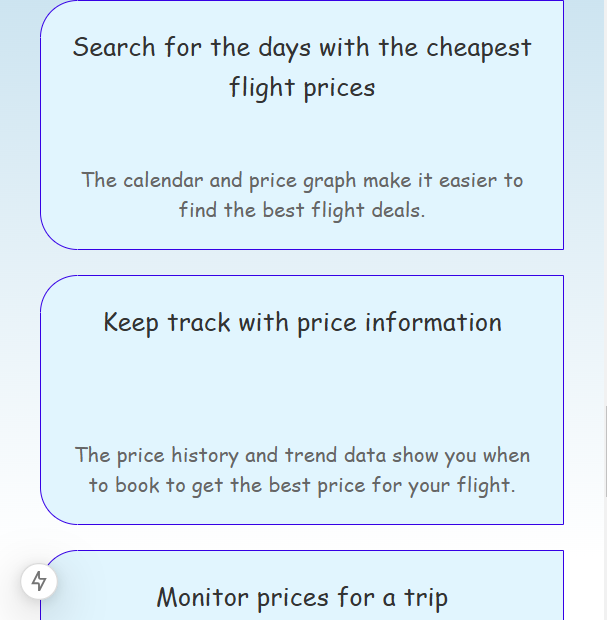 Search for the days with the cheapest
flight prices
The calendar and price graph make it easier to
find the best flight deals.
Keep track with price information
The price history and trend data show you when
to book to get the best price for your flight.
Monitor prices for a trip